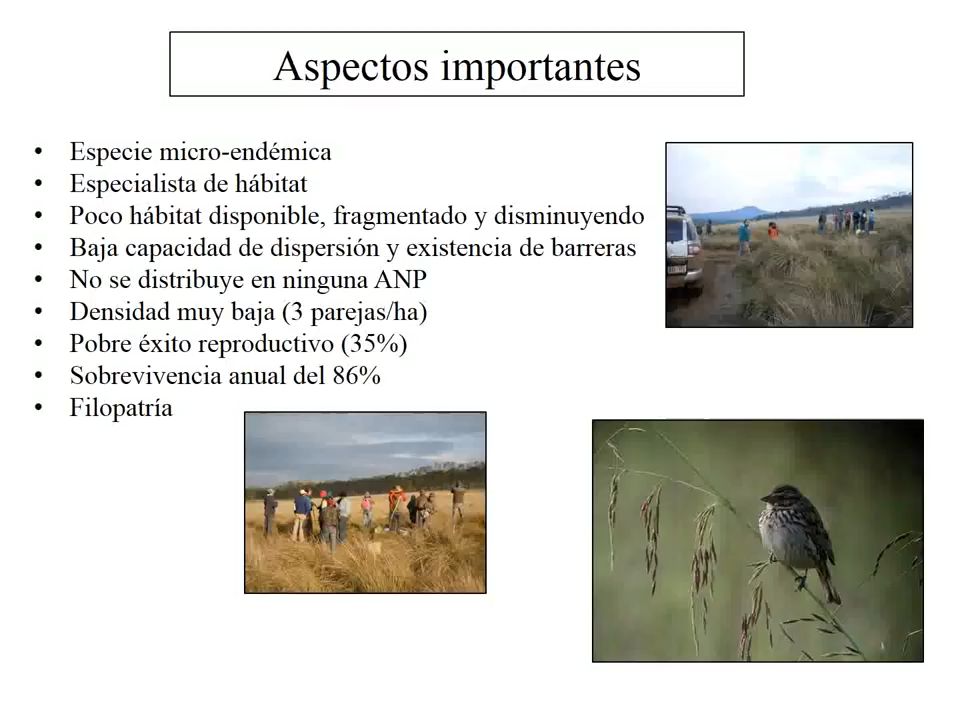 Aspectos importantes
• Especie micro-endémica
• Especialista de hábitat
• Poco hábitat disponible, fragmentado y disminuyendo
• Baja capacidad de dispersión y existencia de barreras
• No se distribuye en ninguna ANP
• Densidad muy baja (3 parejas/ha)
• Pobre éxito reproductivo (35%)
• Sobrevivencia anual del 86%
• Filopatría